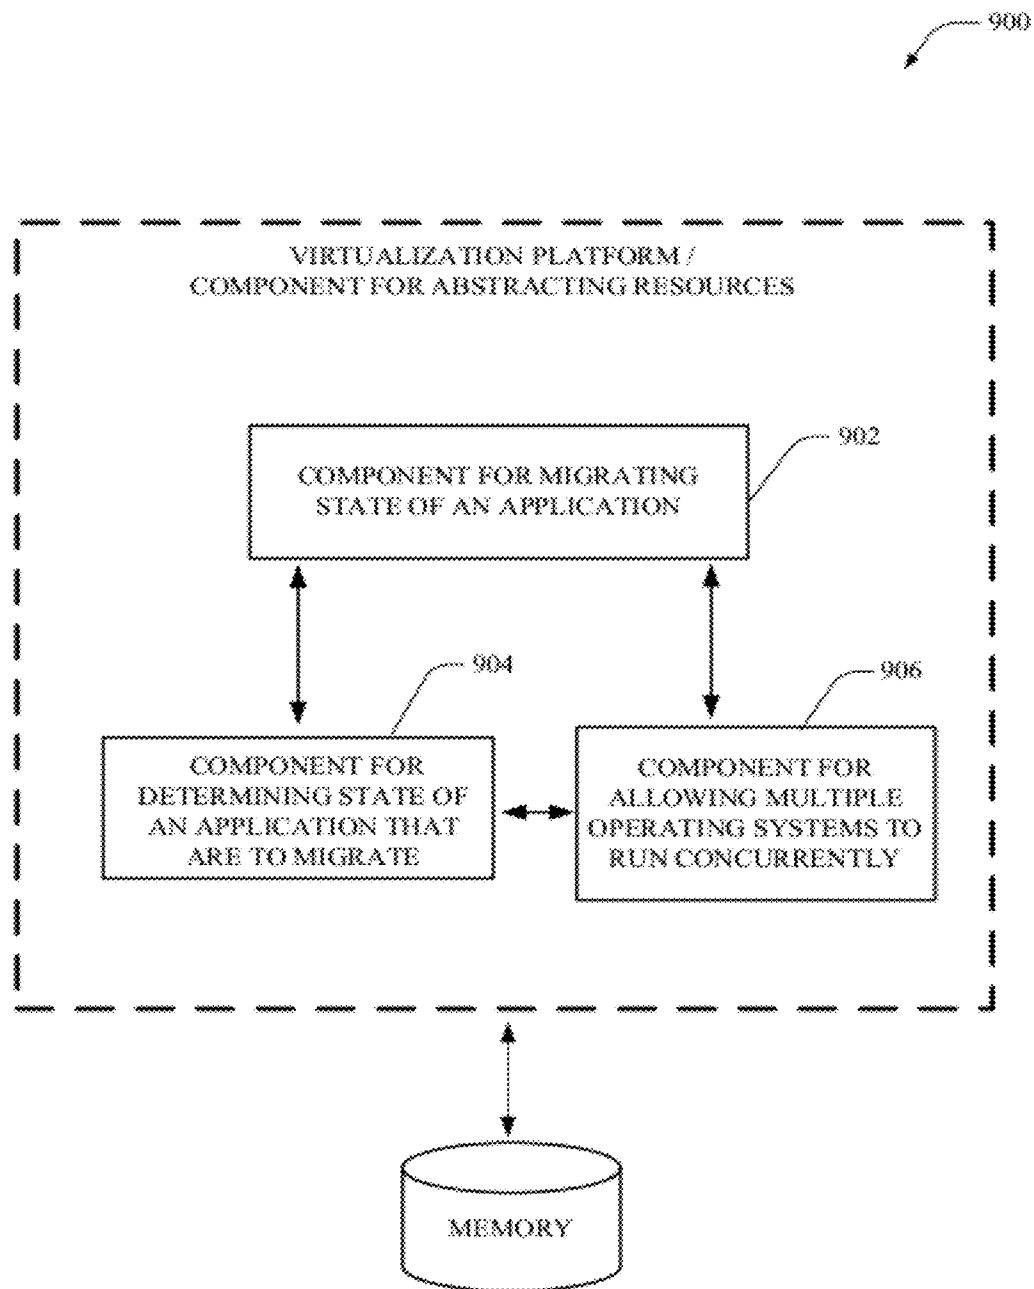 900
VIRTUALIZATION PLATFORM /
COMPONENT FOR ABSTRACTING RESOURCES
902
COMPONENT FOR MIGRATING
STATE OF AN APPLICATION
904
COMPONENT FOR
DETERMINING STATE OF
AN APPLICATION THAT
ARE TO MIGRATE
906
COMPONENT FOR
ALLOWING MULTIPLE
OPERATING SYSTEMS TO
RUN CONCURRENTLY
MEMORY